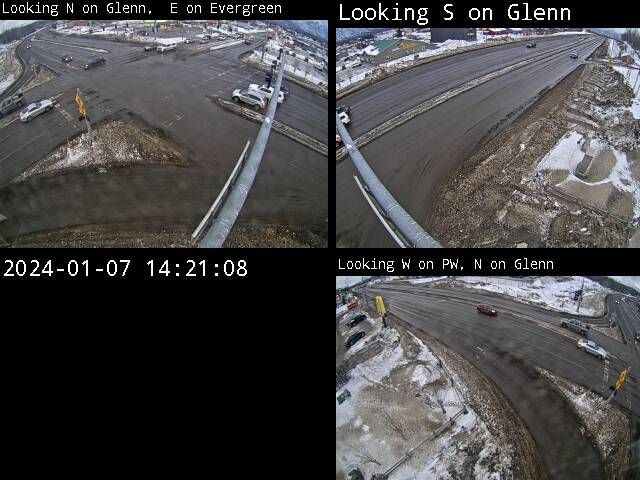 Looking N on Glenn,  E on Evergreen
Looking S on Glenn
2024-01-07 14:21:08
Looking W on PW, N on Glenn